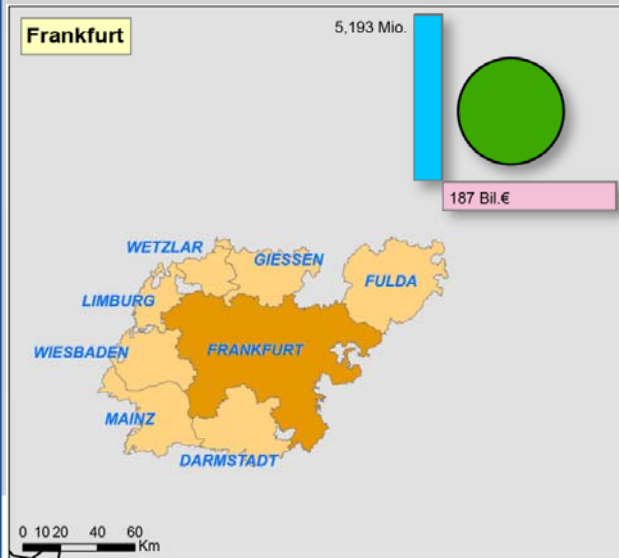 Frankfurt
5,193 Mio.
187 Bil.€
WETZLAR
GIESSEN
FULDA
LIMBURG
WIESBADEN
FRANKFURT
MAINZ
DARMSTADT
0 10 20 40 60
Km